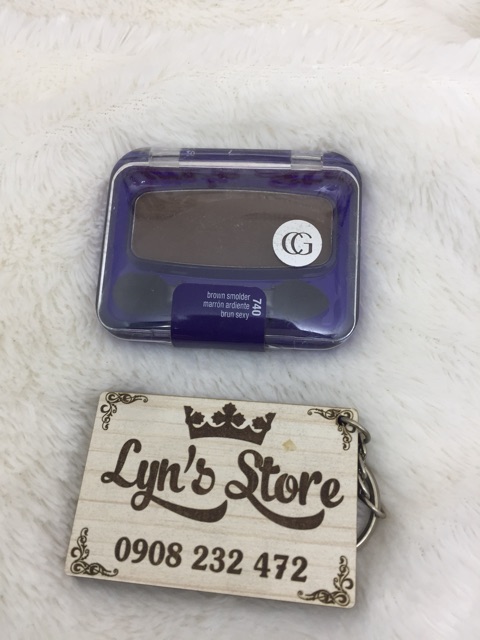 CG
brown smolder
marrón ardiente
brun sexy
740
Lyn's Store
0908 232 472